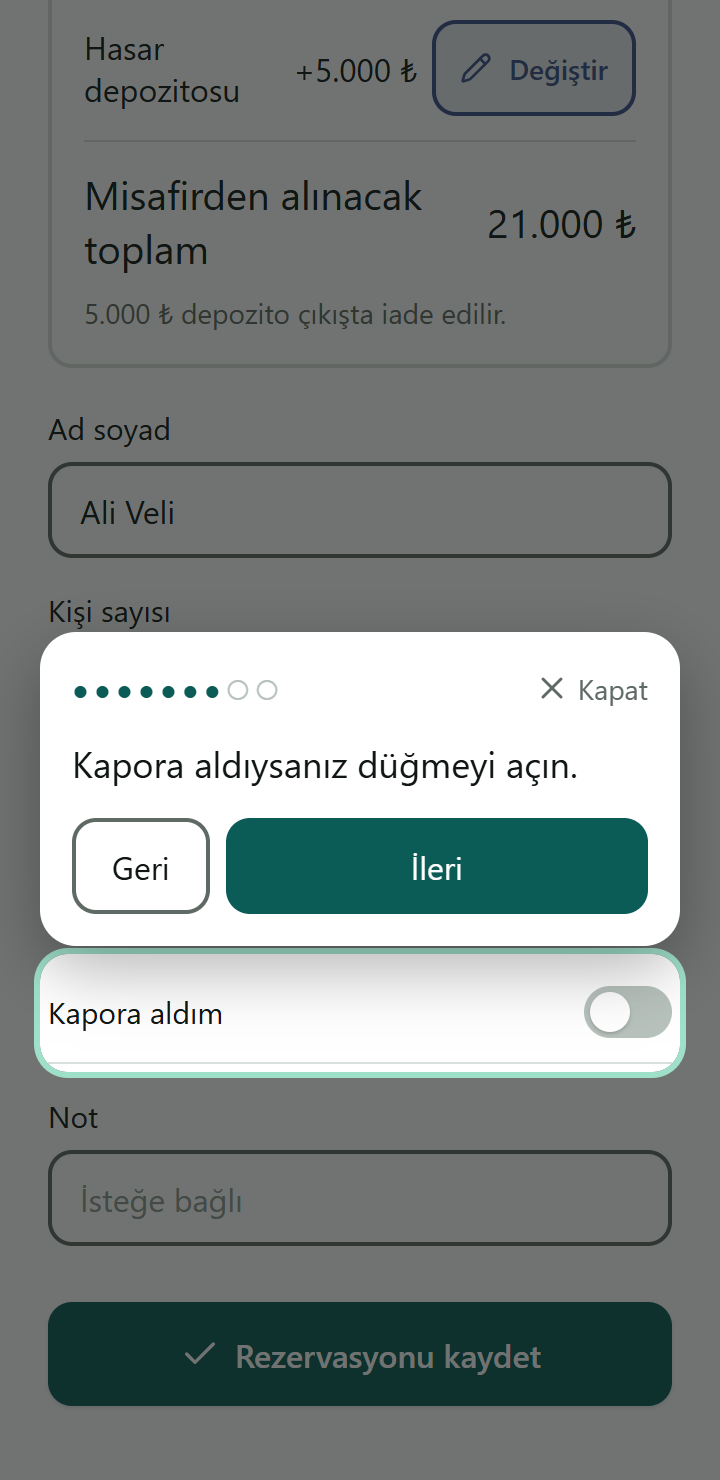 Hasar
depozitosu
+5.000 ₺
Değiştir
Misafirden alınacak
toplam
21.000 ₺
5.000 ₺ depozito çıkışta iade edilir.
Ad soyad
Ali Veli
Kişi sayısı
Kapat
Kapora aldıysanız düğmeyi açın.
Geri
İleri
Kapora aldım
Not
İsteğe bağlı
Rezervasyonu kaydet